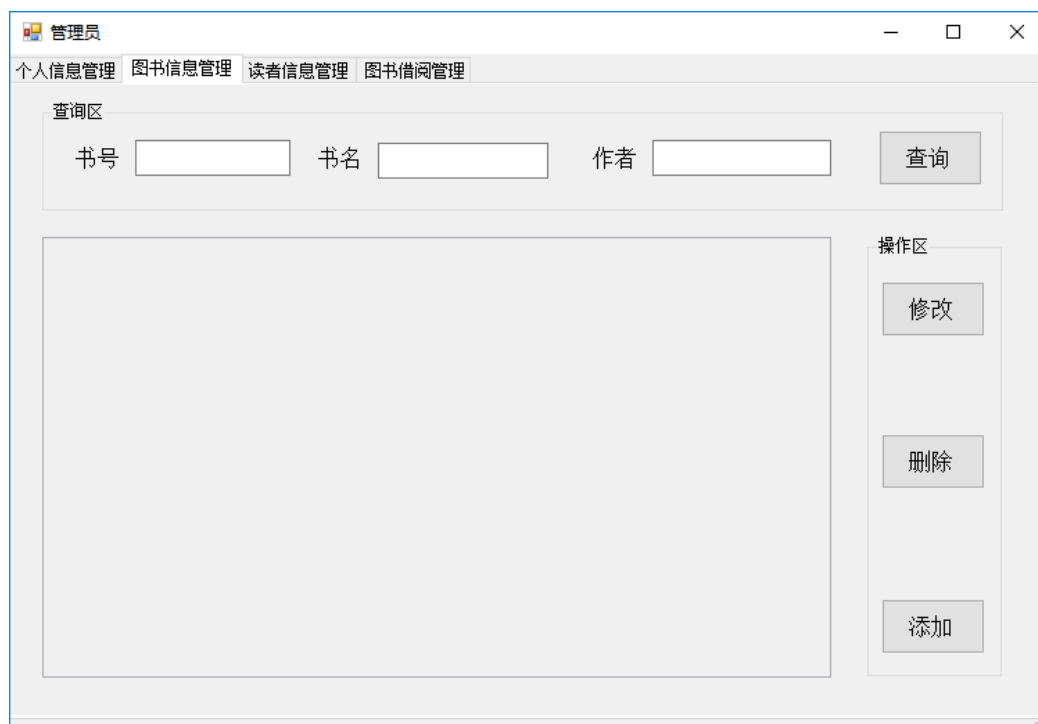 管理员
个人信息管理 图书信息管理 读者信息管理 图书借阅管理
查询区
书号 书名 作者 查询
操作区
修改
删除
添加